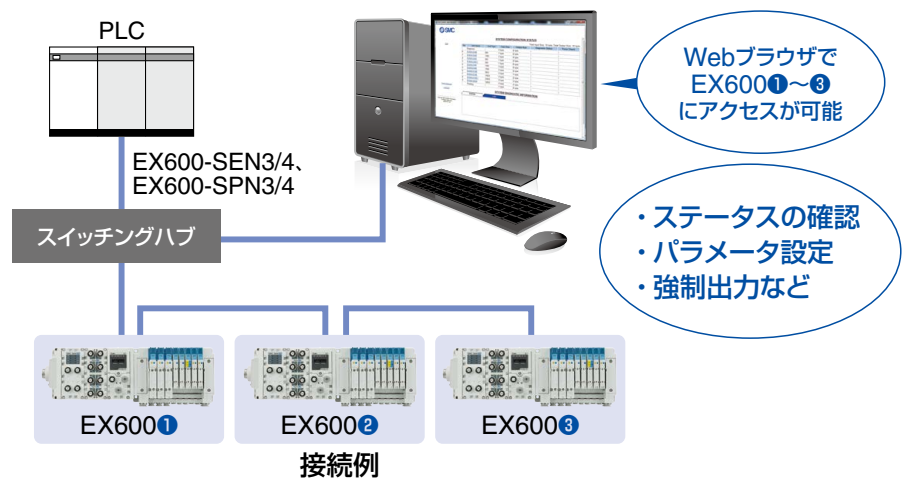 PLC
SMC
Webブラウザで
EX600❶～❸
にアクセスが可能
EX600-SEN3/4、
EX600-SPN3/4
スイッチングハブ
・ステータスの確認
・パラメータ設定
・強制出力など
EX600❶
EX600❷
EX600❸
接続例